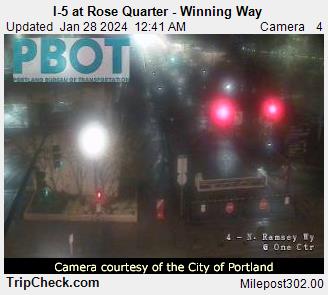 I-5 at Rose Quarter - Winning Way
Updated Jan 28 2024 12:41 AM Camera 4
PBOT
PORTLAND BUREAU OF TRANSPORTATION
4 - N. Ramsey Wy
@ One Ctr
Camera courtesy of the City of Portland
TripCheck.com Milepost302.00